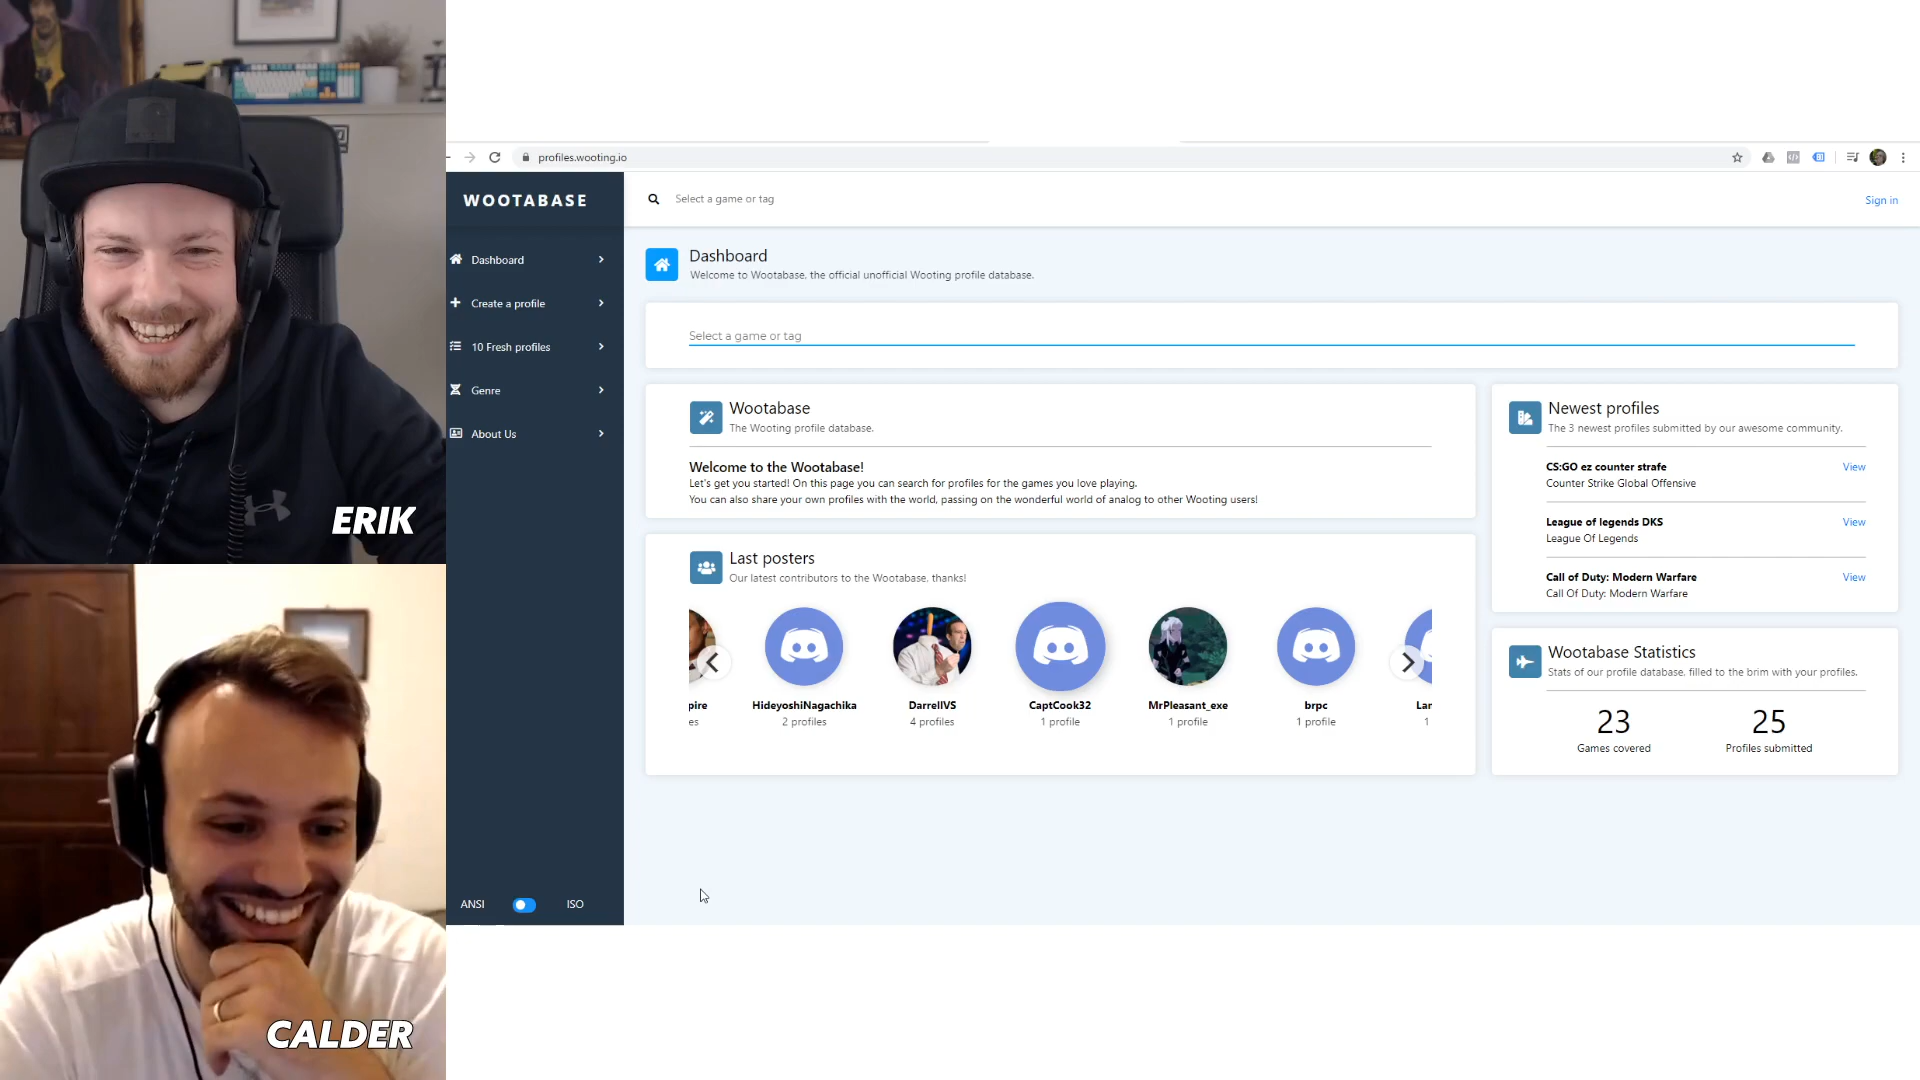 ERIK
CALDER
profiles.wooting.io
WOOTABASE
Dashboard
Create a profile
10 Fresh profiles
Genre
About Us
ANSI
ISO
Select a game or tag
Sign in
Dashboard
Welcome to Wootabase, the official unofficial Wooting profile database.
Select a game or tag
Wootabase
The Wooting profile database.
Welcome to the Wootabase!
Let's get you started! On this page you can search for profiles for the games you love playing.
You can also share your own profiles with the world, passing on the wonderful world of analog to other Wooting users!
Last posters
Our latest contributors to the Wootabase, thanks!
pire
es
HideyoshiNagachika
2 profiles
DarrellVS
4 profiles
CaptCook32
1 profile
MrPleasant_exe
1 profile
brpc
1 profile
Lar
1
Newest profiles
The 3 newest profiles submitted by our awesome community.
CS:GO ez counter strafe
View
Counter Strike Global Offensive
League of legends DKS
View
League Of Legends
Call of Duty: Modern Warfare
View
Call Of Duty: Modern Warfare
Wootabase Statistics
Stats of our profile database, filled to the brim with your profiles.
23
Games covered
25
Profiles submitted